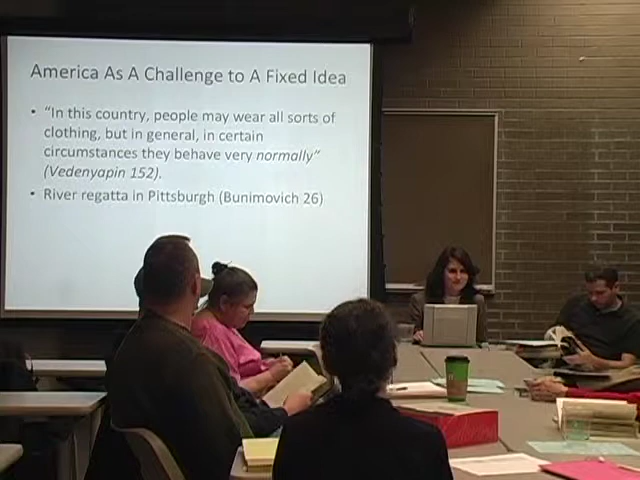 America As A Challenge to A Fixed Idea
• “In this country, people may wear all sorts of
clothing, but in general, in certain
circumstances they behave very normally”
(Vedenyapin 152).
• River regatta in Pittsburgh (Bunimovich 26)